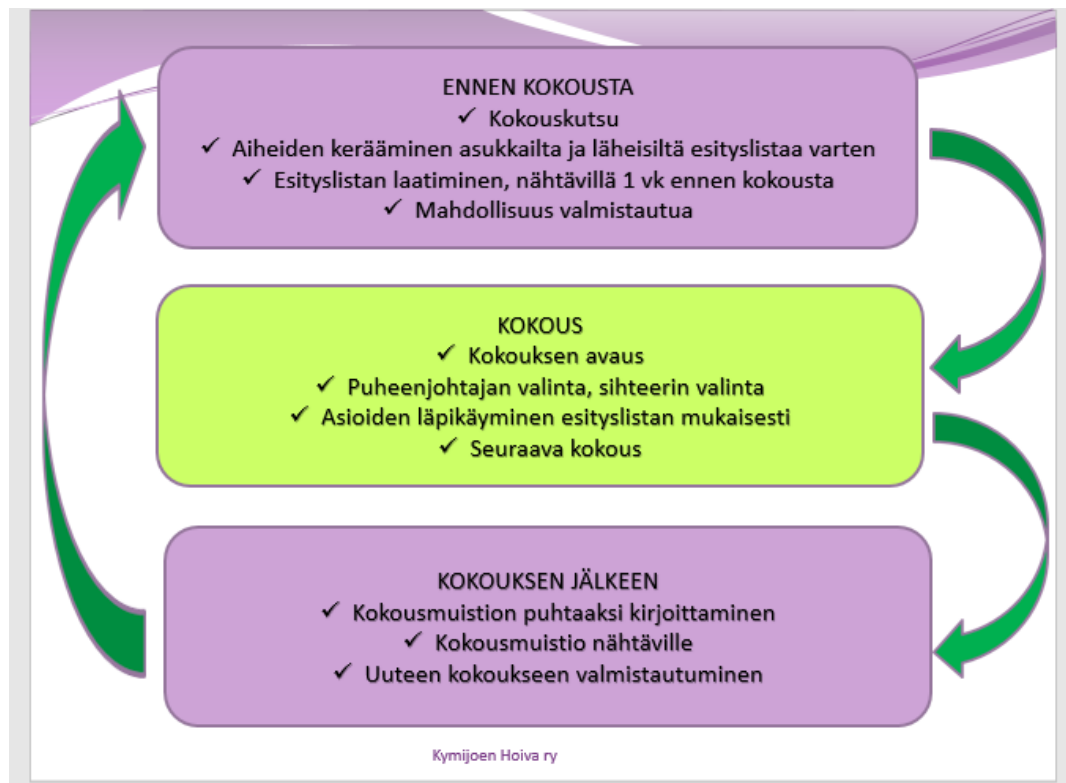 ENNEN KOKOUSTA
✓ Kokouskutsu
✓ Aiheiden kerääminen asukkailta ja läheisiltä esityslistaa varten
✓ Esityslistan laatiminen, nähtävillä 1 vk ennen kokousta
✓ Mahdollisuus valmistautua
KOKOUS
✓ Kokouksen avaus
✓ Puheenjohtajan valinta, sihteerin valinta
✓ Asioiden läpikäyminen esityslistan mukaisesti
✓ Seuraava kokous
KOKOUKSEN JÄLKEEN
✓ Kokousmuistion puhtaaksi kirjoittaminen
✓ Kokousmuistio nähtäville
✓ Uuteen kokoukseen valmistautuminen
Kymijoen Hoiva ry